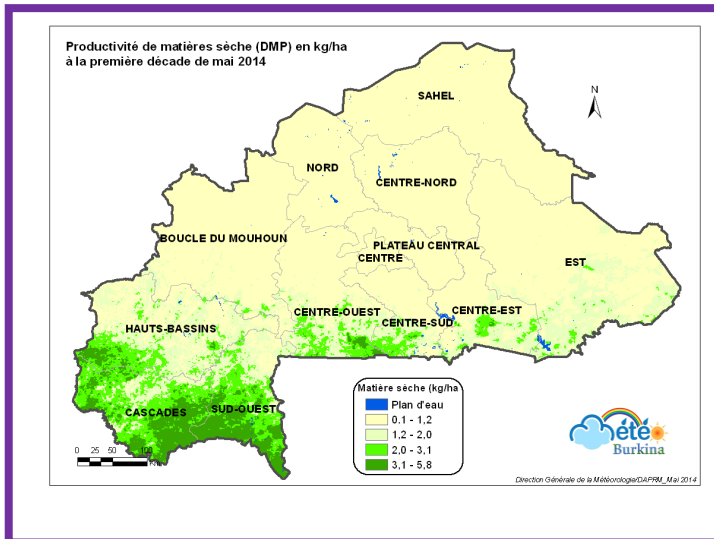 Productivité de matières sèche (DMP) en kg/ha
à la première décade de mai 2014
N
SAHEL
NORD
CENTRE-NORD
BOUCLE DU MOUHOUN
PLATEAU CENTRAL
CENTRE
EST
CENTRE-OUEST
CENTRE-EST
CENTRE-SUD
HAUTS-BASSINS
CASCADES
SUD-OUEST
Matière sèche (kg/ha
Plan d'eau
0.1 - 1,2
1,2 - 2,0
2,0 - 3,1
3,1 - 5,8
0 25 50 100
Km
été
Burkina
Direction Générale de la Météorologie/DAPRM_Mai 2014